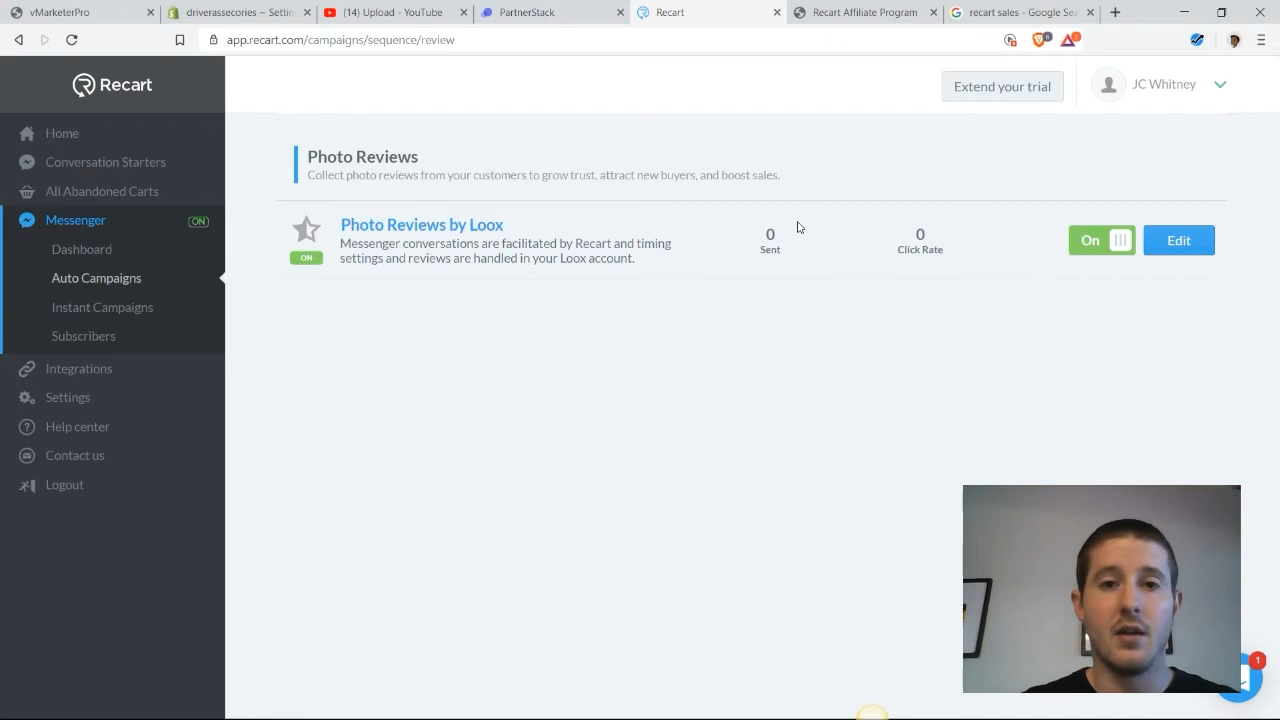 vMarketerPro
driverassecories ~ Settin
(14) Upload - YouTube
PartnerStack
Recart
Recart Affiliate Program
recart sales - Google Sea
app.recart.com/campaigns/sequence/review
Recart
Extend your trial
JC Whitney
Home
Conversation Starters
All Abandoned Carts
Messenger
ON
Dashboard
Auto Campaigns
Instant Campaigns
Subscribers
Integrations
Settings
Help center
Contact us
Logout
Photo Reviews
Collect photo reviews from your customers to grow trust, attract new buyers, and boost sales.
Photo Reviews by Loox
Messenger conversations are facilitated by Recart and timing
settings and reviews are handled in your Loox account.
ON
0
Sent
0
Click Rate
On
Edit
1